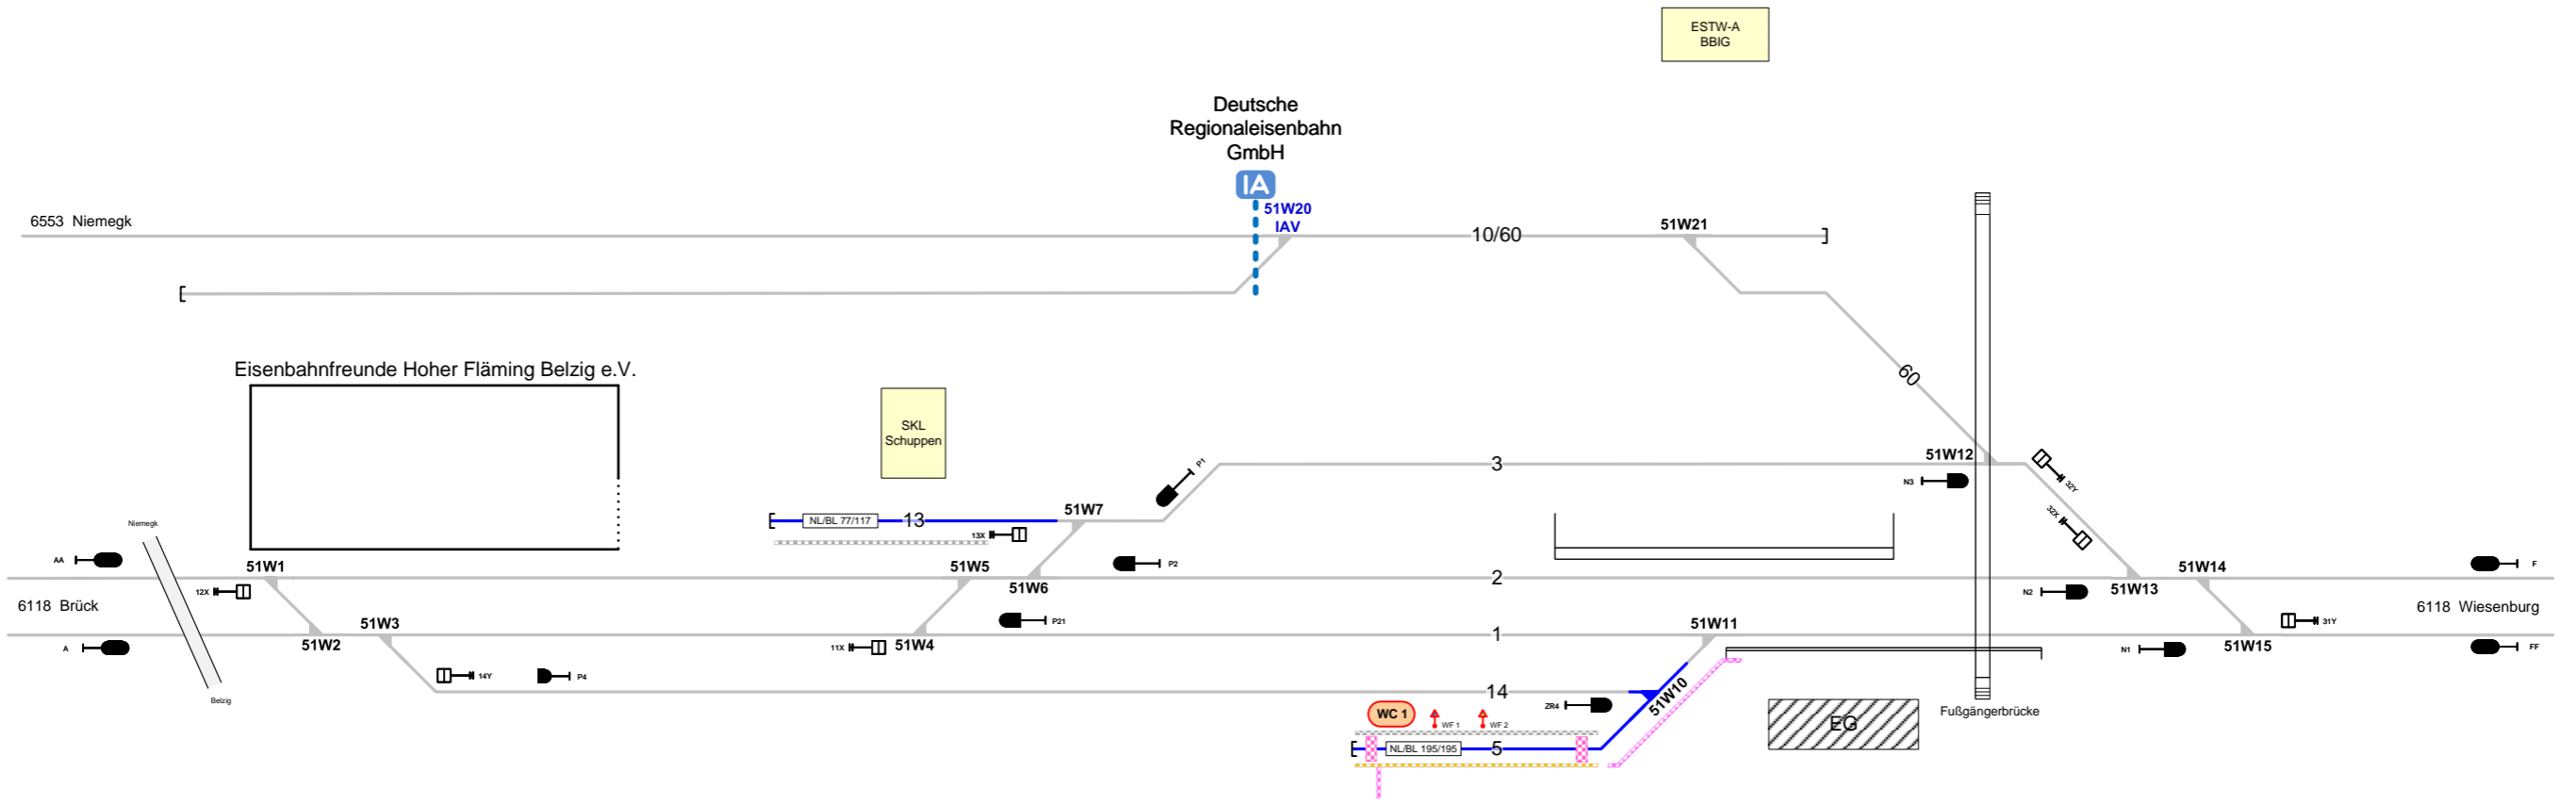 ESTW-A
BBIG
Deutsche
Regionaleisenbahn
GmbH
IA
51W20
IAV
6553 Niemegk
10/60
51W21
60
Eisenbahnfreunde Hoher Fläming Belzig e.V.
SKL
Schuppen
P1
3
51W12
N3
32Y
32X
NL/BL 77/117
13
51W7
13X
Niemegk
AA
51W1
51W5
51W6
P2
2
51W14
51W13
F
12X
N2
6118 Brück
6118 Wiesenburg
51W3
P21
1
51W11
31Y
A
51W2
11X
51W4
N1
51W15
FF
14Y
P4
14
ZR4
51W10
Belzig
Fußgängerbrücke
WC 1
WF 1
WF 2
EG
NL/BL 195/195
5